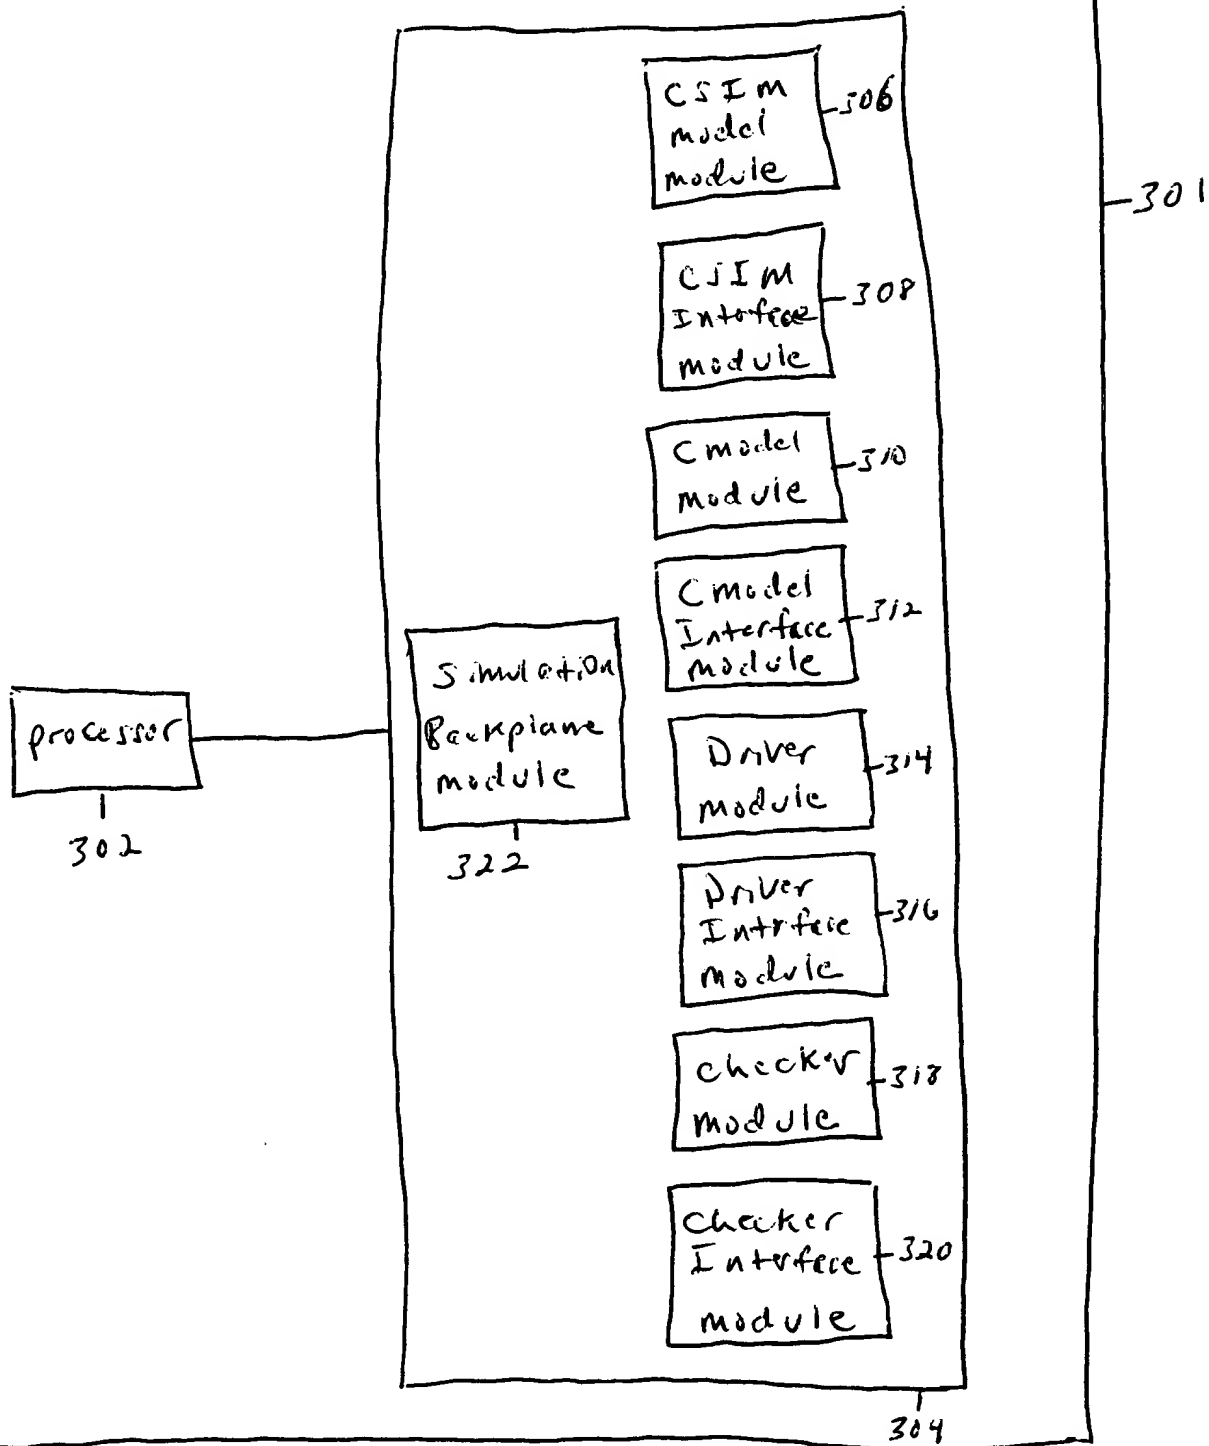 CSIM
model
module
306
301
CSIM
Interface
module
308
Cmodel
module
310
Cmodel
Interface
module
312
Simulation
Backplane
module
322
processor
302
Driver
module
314
Driver
Intrface
module
316
checker
module
318
checker
Interface
module
320
304